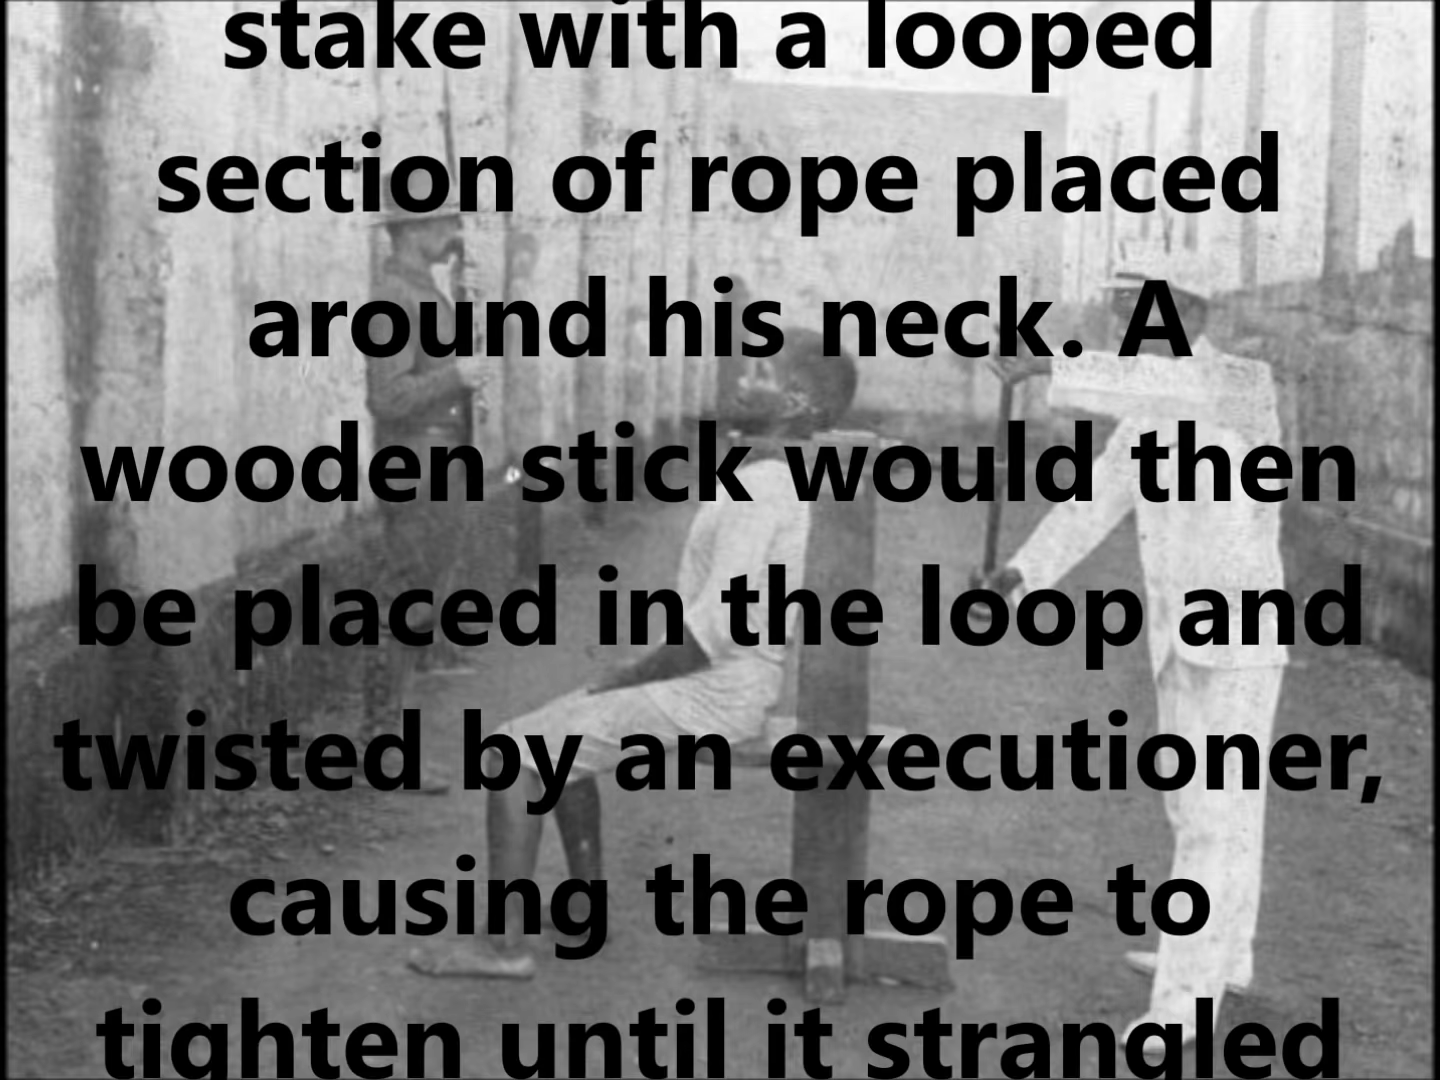 stake with a looped
section of rope placed
around his neck. A
wooden stick would then
be placed in the loop and
twisted by an executioner,
causing the rope to
tighten until it strangled